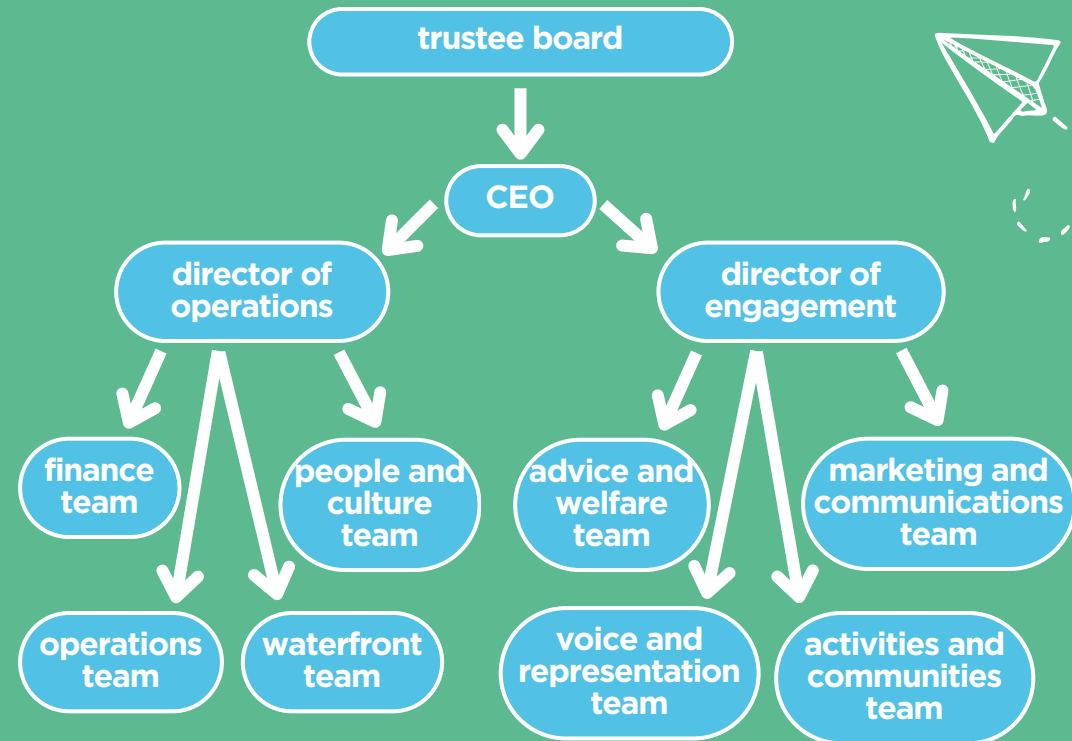 trustee board
CEO
director of
operations
director of
engagement
finance
team
people and
culture
team
advice and
welfare
team
marketing and
communications
team
operations
team
waterfront
team
voice and
representation
team
activities and
communities
team